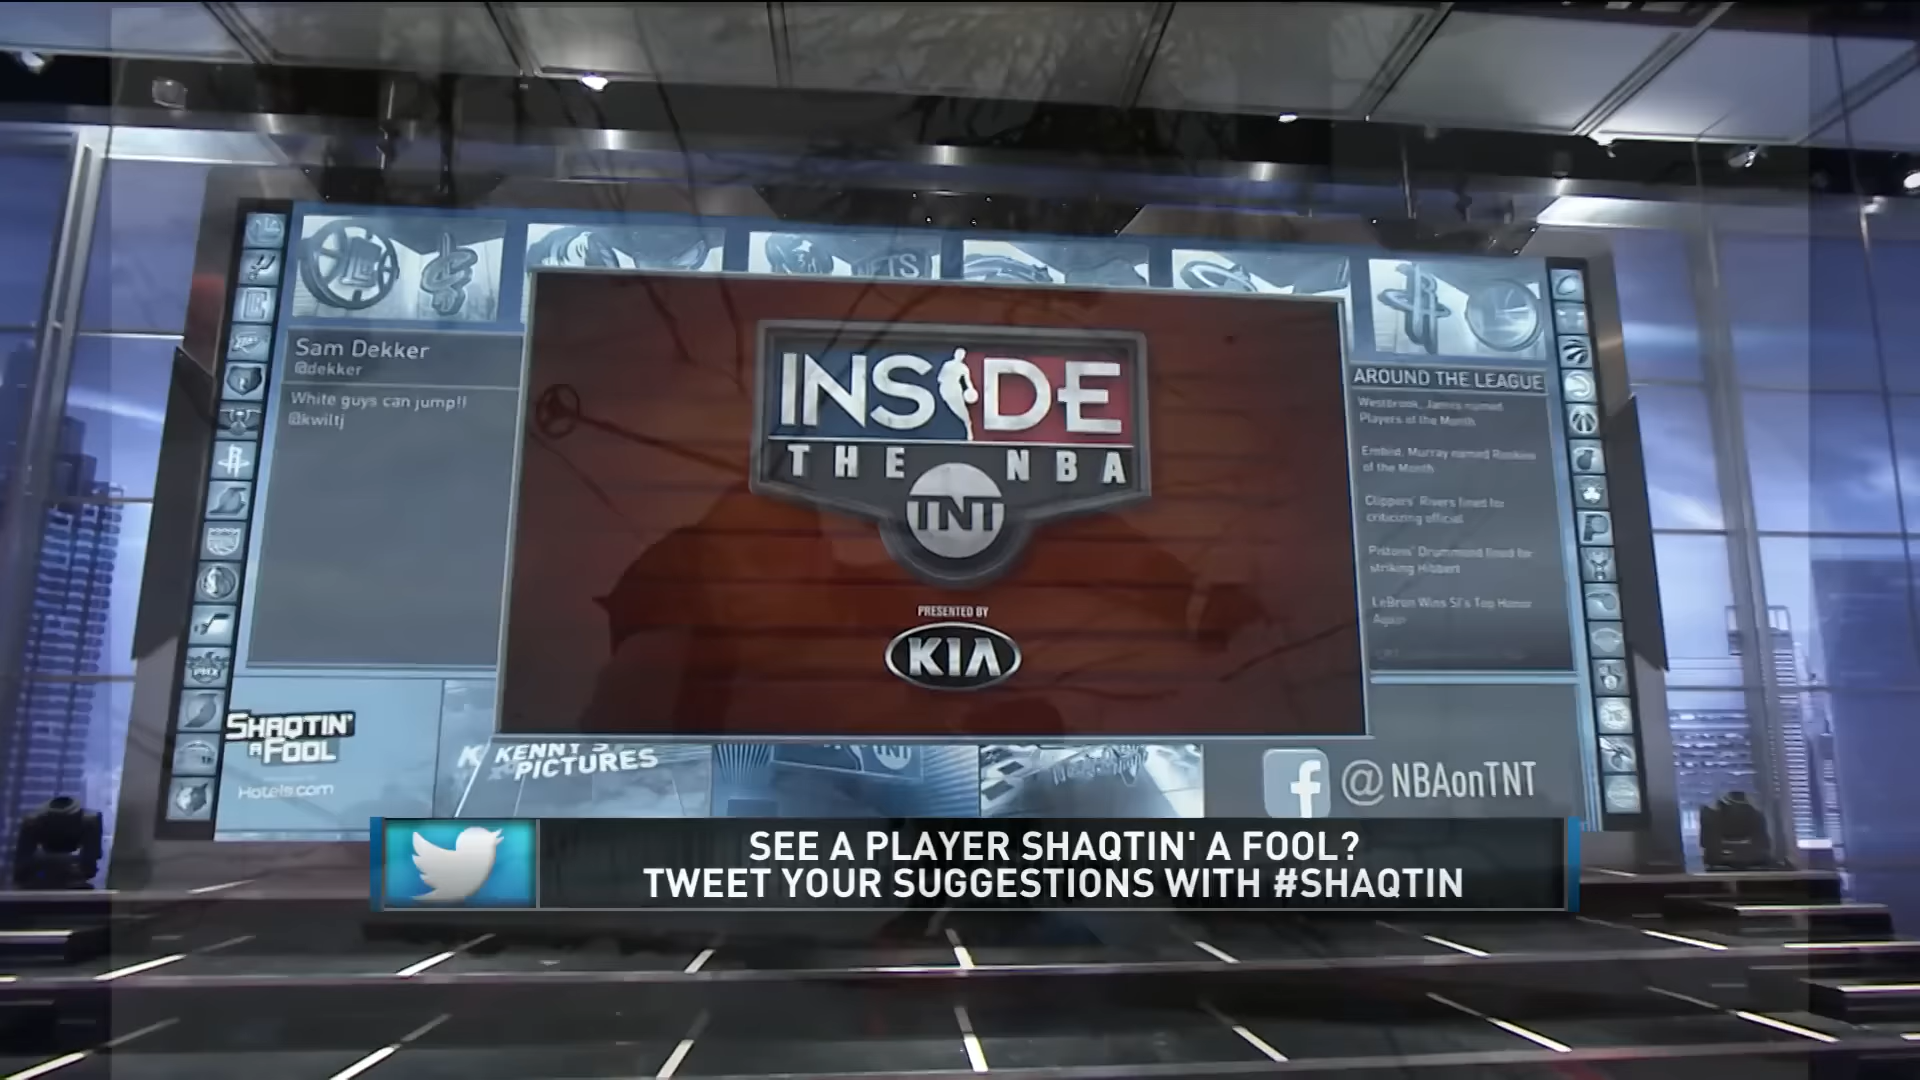 Sam Dekker
@dekker
White guys can jump!!
@kwiltj
INSIDE
THE NBA
TNT
PRESENTED BY
KIA
AROUND THE LEAGUE
Westbrook, James named
Players of the Month
Embiid, Murray named Rookies
of the Month
Clippers' Rivers fined for
criticizing official
Pistons' Drummond fined for
striking Hibbert
LeBron Wins SI's Top Honor
Again
SHAQTIN'
A FOOL
Hotels.com
KENNY'S
PICTURES
TNT
f @NBAonTNT
SEE A PLAYER SHAQTIN' A FOOL?
TWEET YOUR SUGGESTIONS WITH #SHAQTIN